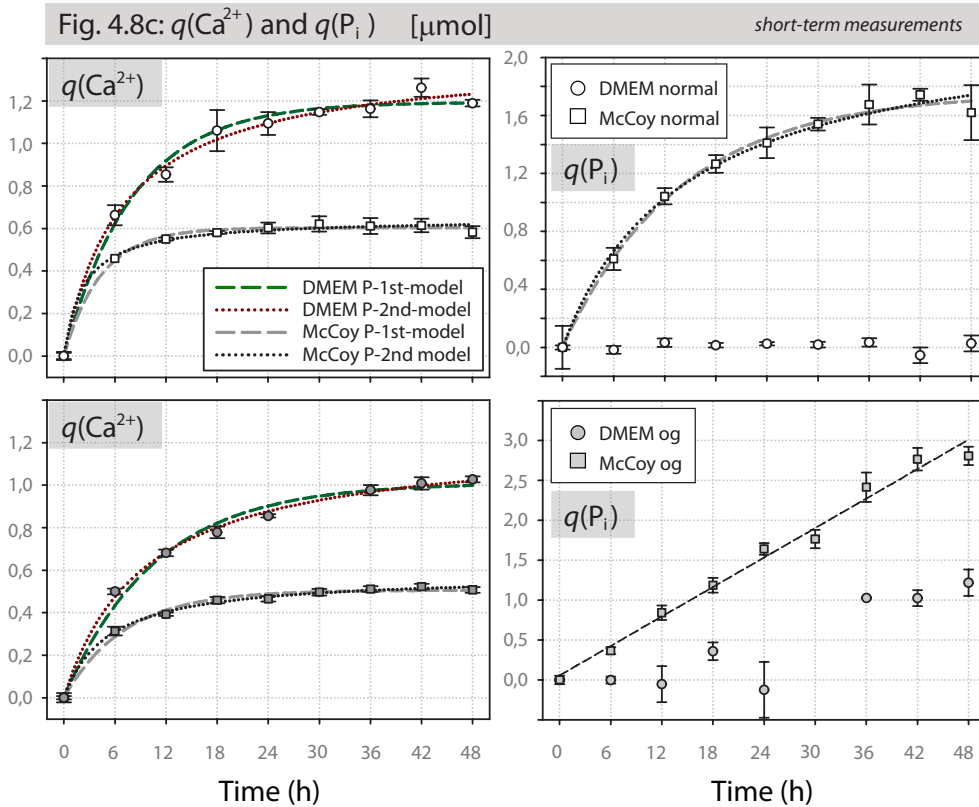 Fig. 4.8c: q(Ca²⁺) and q(Pᵢ) [µmol]
short-term measurements
q(Ca²⁺)
1,2
1,0
0,8
0,6
0,4
0,2
0,0
DMEM P-1st-model
DMEM P-2nd-model
McCoy P-1st-model
McCoy P-2nd model
2,0
1,6
1,2
0,8
0,4
0,0
DMEM normal
McCoy normal
q(Pᵢ)
q(Ca²⁺)
1,2
1,0
0,8
0,6
0,4
0,2
0,0
0 6 12 18 24 30 36 42 48
Time (h)
3,0
2,5
2,0
1,5
1,0
0,5
0,0
DMEM og
McCoy og
q(Pᵢ)
0 6 12 18 24 30 36 42 48
Time (h)